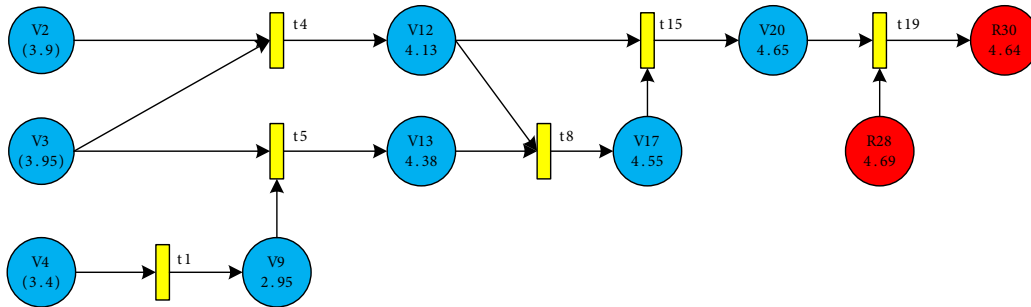 V2
(3.9)
t4
V12
4.13
t15
V20
4.65
t19
R30
4.64
V3
(3.95)
t5
V13
4.38
t8
V17
4.55
R28
4.69
V4
(3.4)
t1
V9
2.95